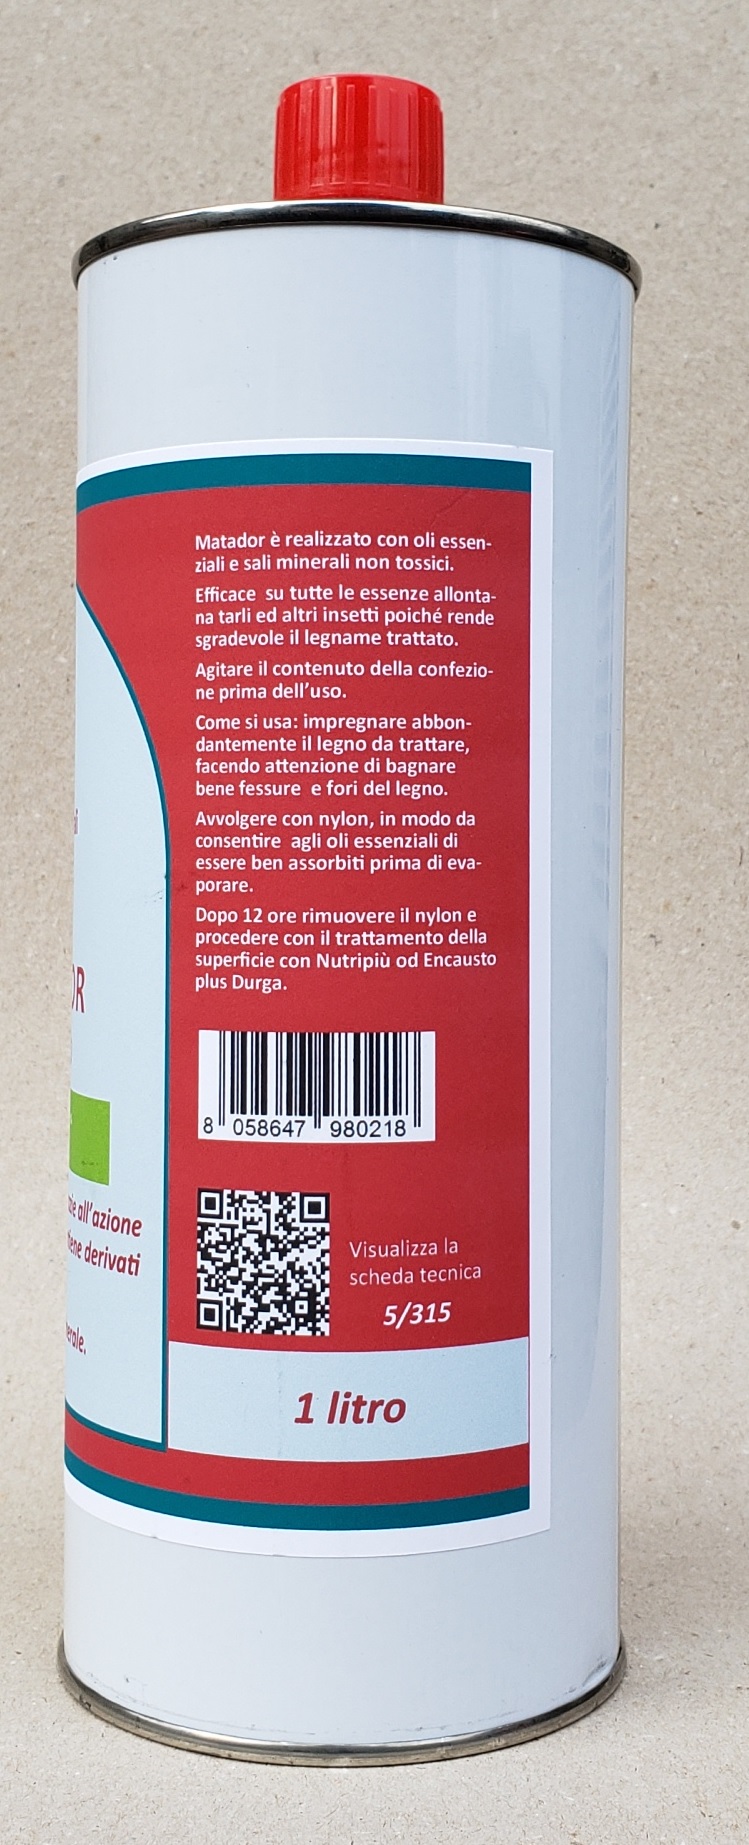 Matador è realizzato con oli essen-
ziali e sali minerali non tossici.
Efficace su tutte le essenze allonta-
na tarli ed altri insetti poiché rende
sgradevole il legname trattato.
Agitare il contenuto della confezio-
ne prima dell'uso.
Come si usa: impregnare abbon-
dantemente il legno da trattare,
facendo attenzione di bagnare
bene fessure e fori del legno.
Avvolgere con nylon, in modo da
consentire agli oli essenziali di
essere ben assorbiti prima di eva-
porare.
Dopo 12 ore rimuovere il nylon e
procedere con il trattamento della
superficie con Nutripiù od Encausto
plus Durga.
8 058647 980218
Visualizza la
scheda tecnica
5/315
1 litro
OR
all'azione
derivati